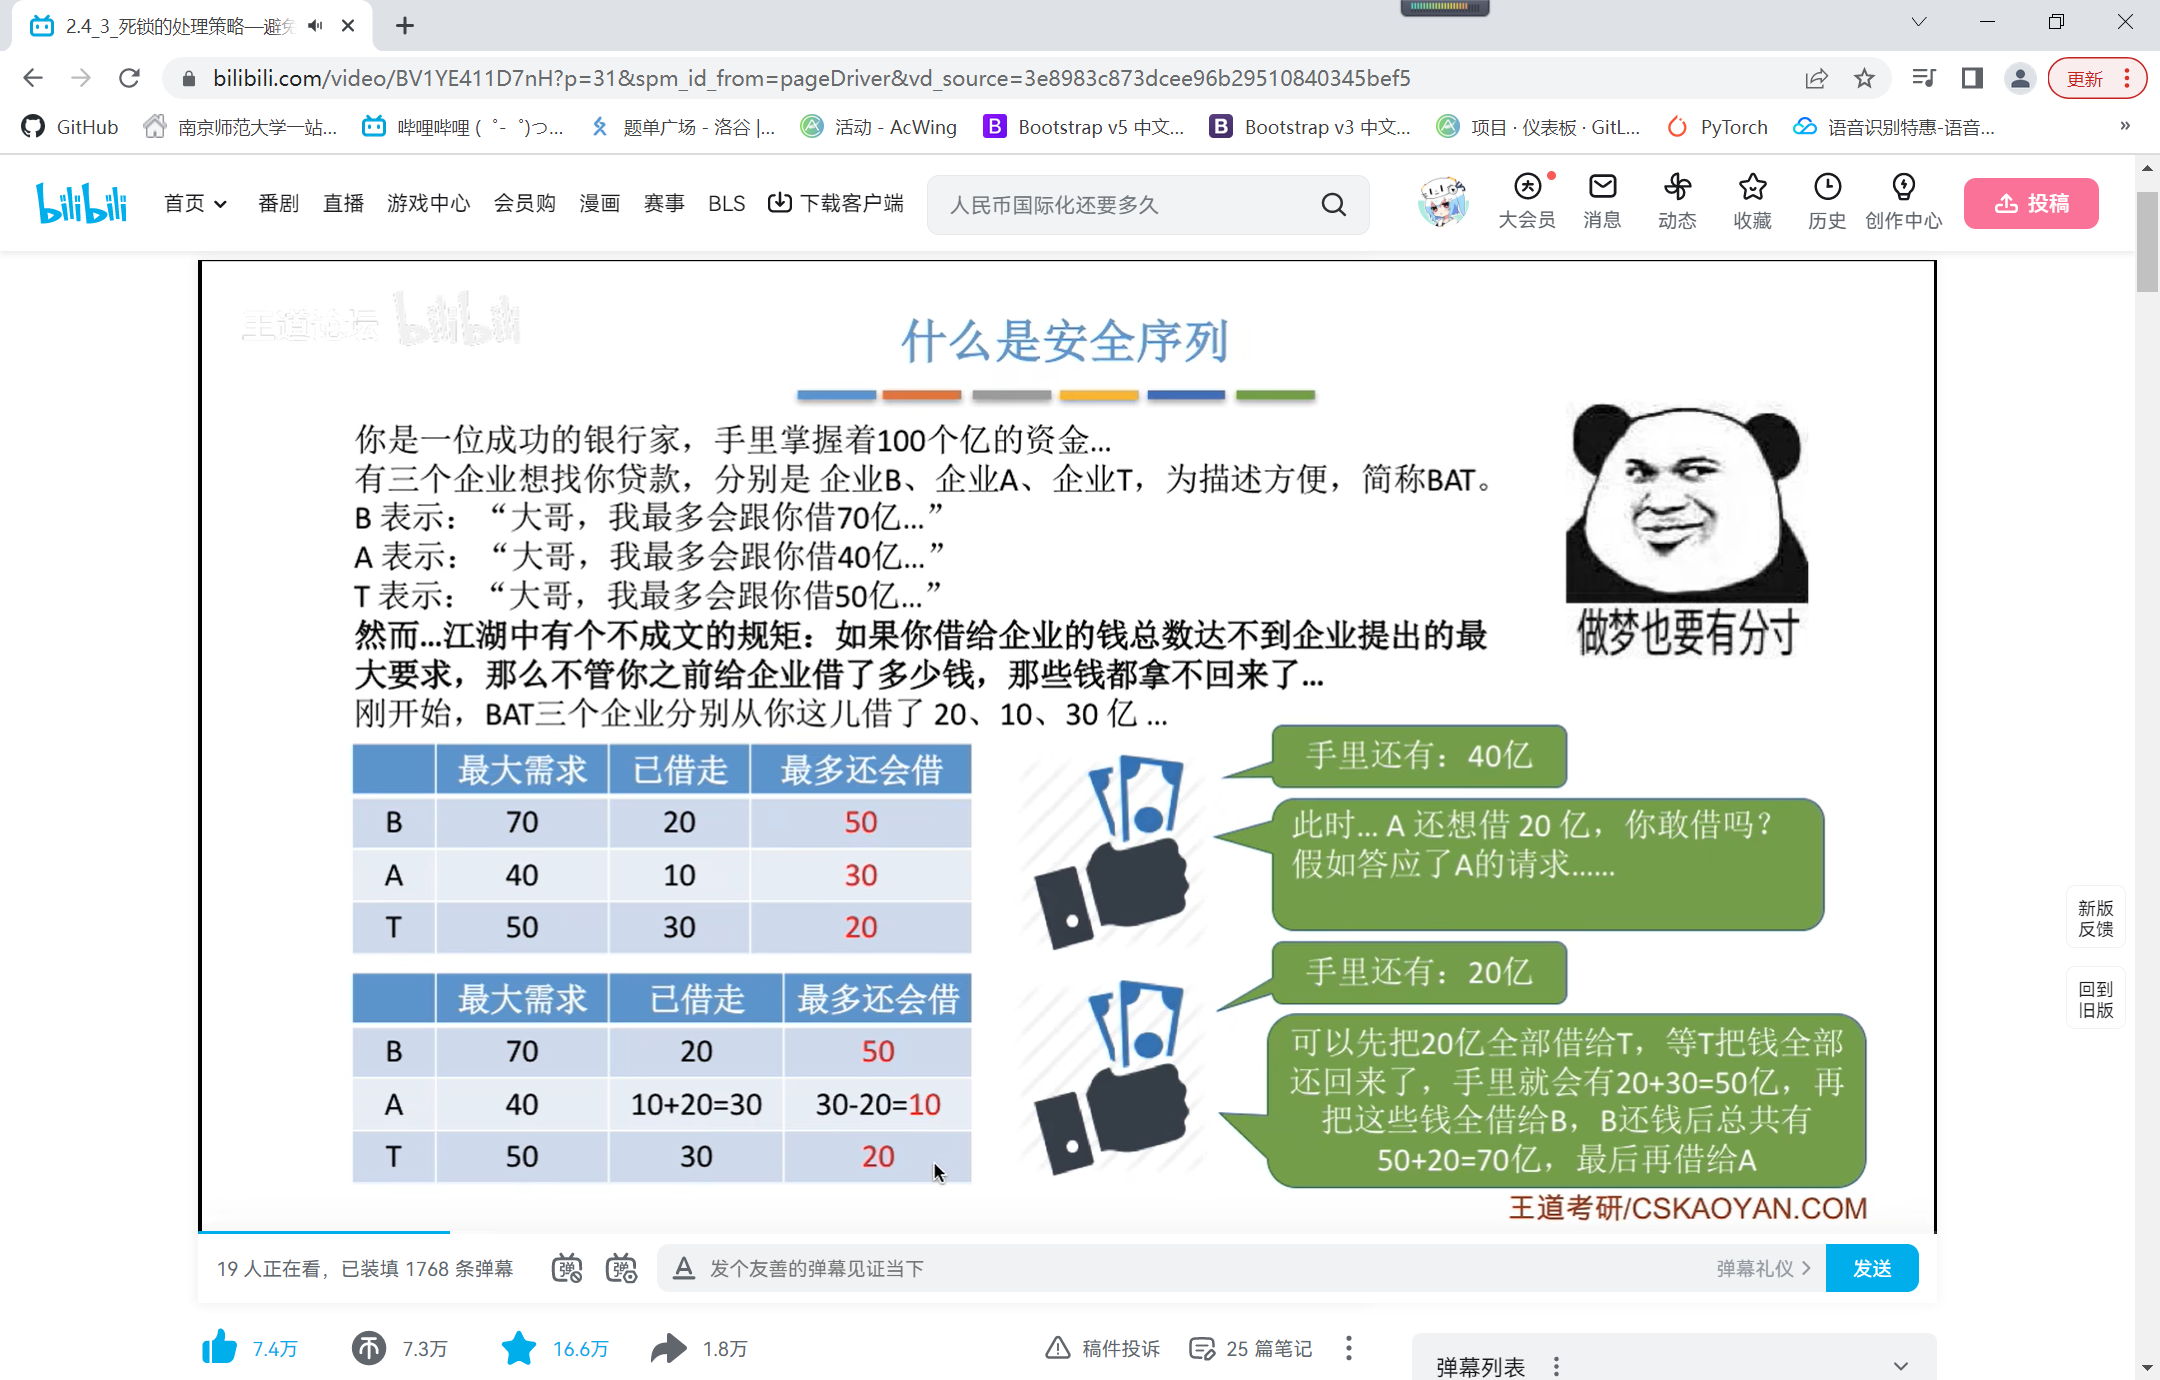 2.4_3_死锁的处理策略—避免
bilibili.com/video/BV1YE411D7nH?p=31&spm_id_from=pageDriver&vd_source=3e8983c873dcee96b29510840345bef5
更新
GitHub
南京师范大学一站...
哔哩哔哩 (゜-゜)つ...
题单广场 - 洛谷 |...
活动 - AcWing
Bootstrap v5 中文...
Bootstrap v3 中文...
项目 · 仪表板 · GitL...
PyTorch
语音识别特惠-语音...
»
bilibili
首页
番剧
直播
游戏中心
会员购
漫画
赛事
BLS
下载客户端
人民币国际化还要多久
大会员
消息
动态
收藏
历史
创作中心
投稿
王道论坛 bilibili
什么是安全序列
你是一位成功的银行家，手里掌握着100个亿的资金...
有三个企业想找你贷款，分别是 企业B、企业A、企业T，为描述方便，简称BAT。
B 表示：“大哥，我最多会跟你借70亿...”
A 表示：“大哥，我最多会跟你借40亿...”
T 表示：“大哥，我最多会跟你借50亿...”
然而...江湖中有个不成文的规矩：如果你借给企业的钱总数达不到企业提出的最
大要求，那么不管你之前给企业借了多少钱，那些钱都拿不回来了...
刚开始，BAT三个企业分别从你这儿借了 20、10、30 亿 ...
做梦也要有分寸
最大需求 已借走 最多还会借
B 70 20 50
A 40 10 30
T 50 30 20
手里还有：40亿
此时... A 还想借 20 亿，你敢借吗？
假如答应了A的请求......
最大需求 已借走 最多还会借
B 70 20 50
A 40 10+20=30 30-20=10
T 50 30 20
手里还有：20亿
可以先把20亿全部借给T，等T把钱全部
还回来了，手里就会有20+30=50亿，再
把这些钱全借给B，B还钱后总共有
50+20=70亿，最后再借给A
王道考研/CSKAOYAN.COM
新版
反馈
回到
旧版
19 人正在看，已装填 1768 条弹幕
发个友善的弹幕见证当下
弹幕礼仪
发送
7.4万
7.3万
16.6万
1.8万
稿件投诉
25 篇笔记
弹幕列表